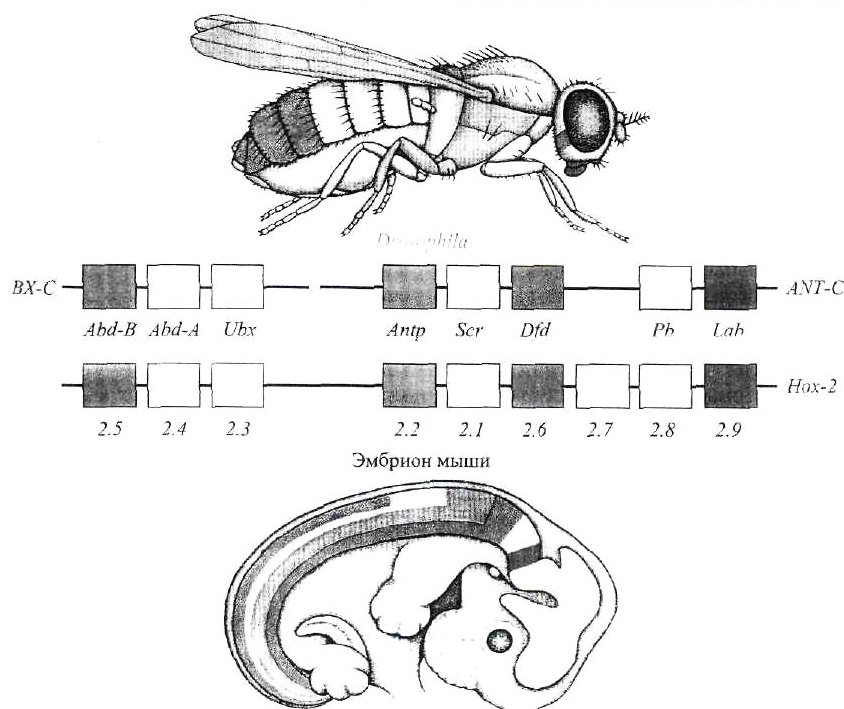 Drosophila
BX-C ANT-C
Abd-B Abd-A Ubx Antp Scr Dfd Pb Lab
Hox-2
2.5 2.4 2.3 2.2 2.1 2.6 2.7 2.8 2.9
Эмбрион мыши